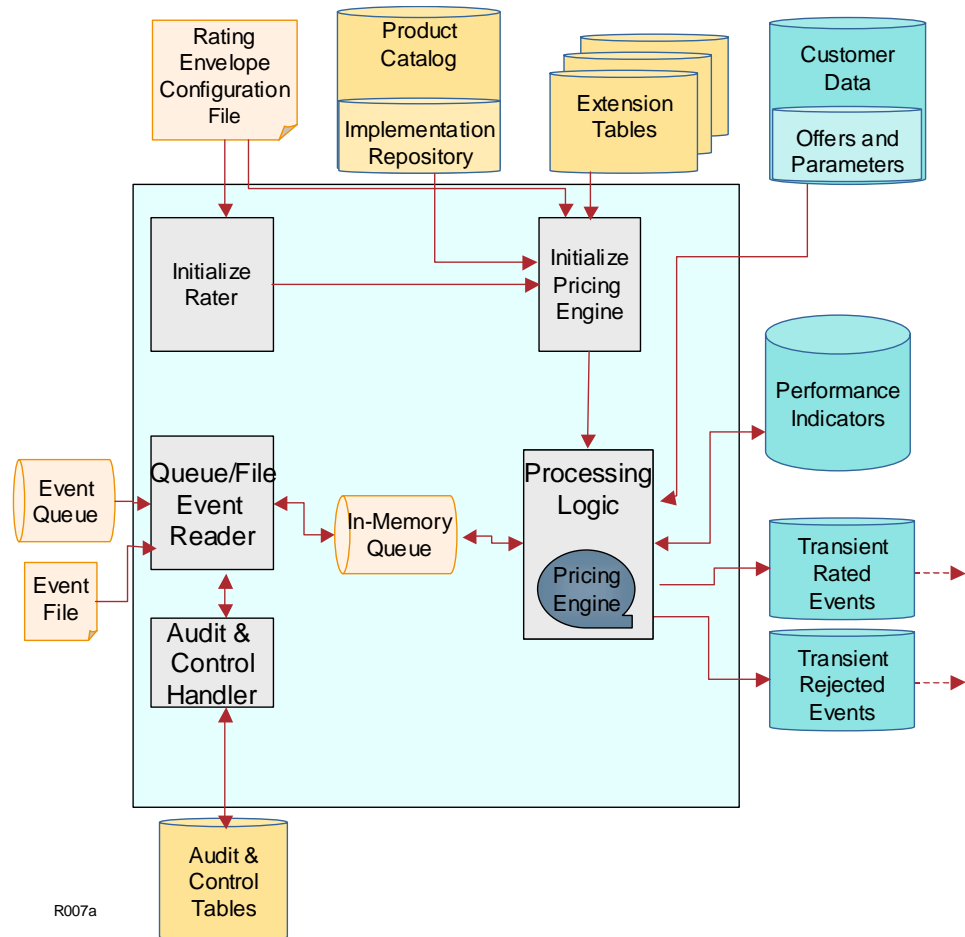 Rating
Envelope
Configuration
File
Product
Catalog
Implementation
Repository
Extension
Tables
Customer
Data
Offers and
Parameters
Initialize
Rater
Initialize
Pricing
Engine
Performance
Indicators
Event
Queue
Queue/File
Event
Reader
In-Memory
Queue
Processing
Logic
Pricing
Engine
Event
File
Transient
Rated
Events
Audit &
Control
Handler
Transient
Rejected
Events
Audit &
Control
Tables
R007a